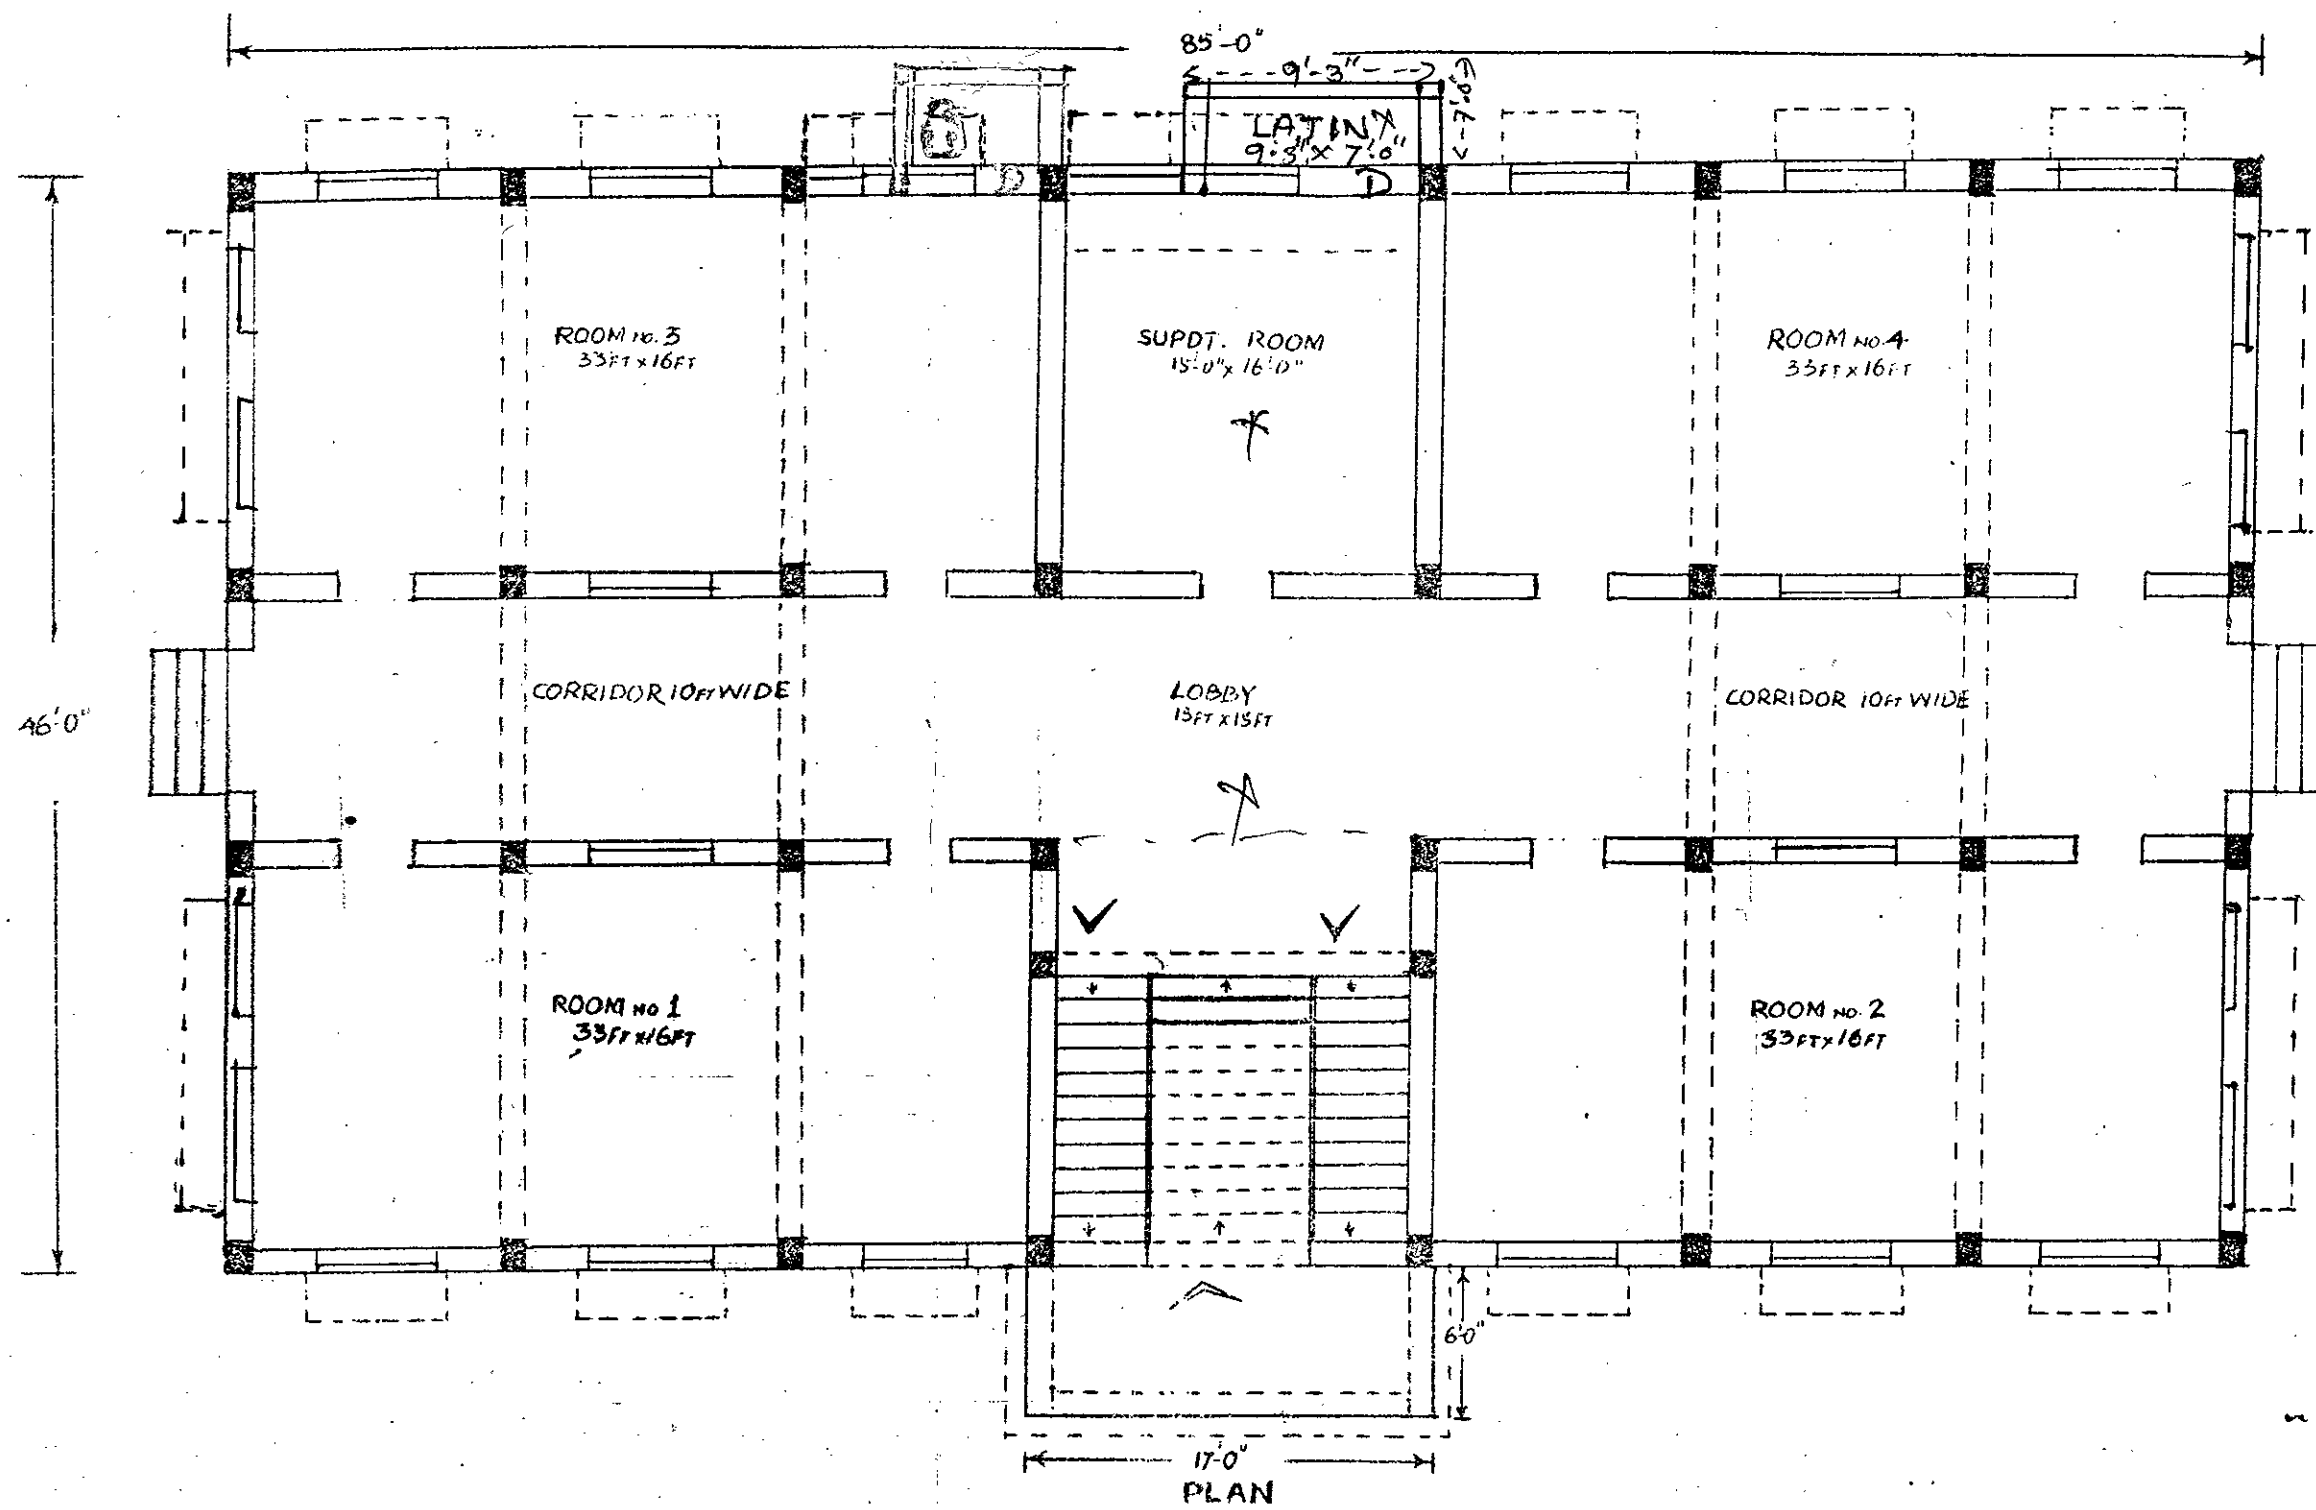 85'-0"
9'-3"
7'-0"
LATIN
9'-3" x 7'-0"
D
D
ROOM NO. 3
33FT x 16FT
SUPDT. ROOM
15'-0" x 16'-0"
ROOM NO. 4
33FT x 16FT
46'-0"
CORRIDOR 10FT WIDE
LOBBY
15FT x 15FT
CORRIDOR 10FT WIDE
ROOM NO 1
33FT x 16FT
ROOM NO. 2
33FT x 16FT
6'0"
17'-0"
PLAN